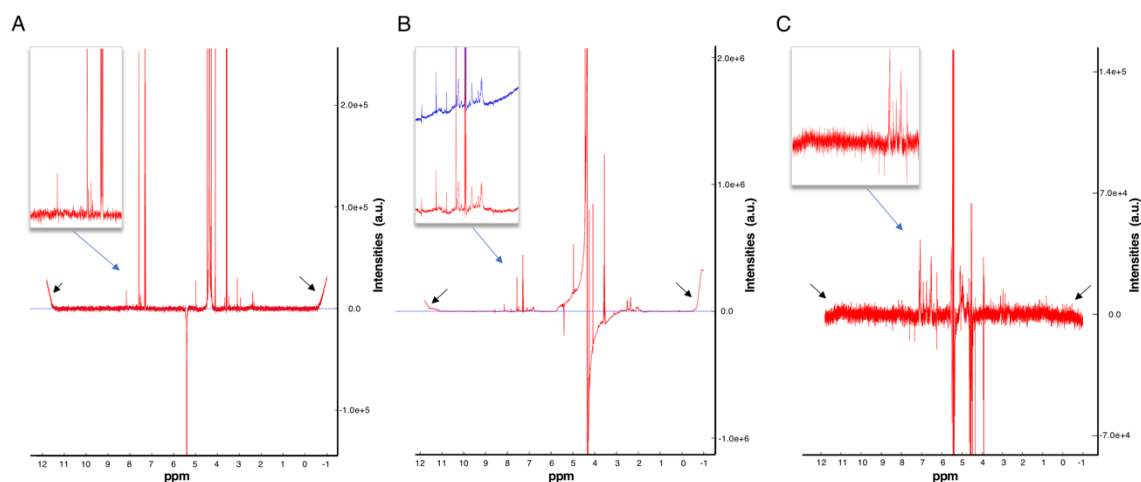 A
2.0e+5
1.0e+5
0.0
-1.0e+5
Intensities (a.u.)
12 11 10 9 8 7 6 5 4 3 2 1 0 -1
ppm
B
2.0e+6
1.0e+6
0.0
-1.0e+6
Intensities (a.u.)
12 11 10 9 8 7 6 5 4 3 2 1 0 -1
ppm
C
1.4e+5
7.0e+4
0.0
-7.0e+4
Intensities (a.u.)
12 11 10 9 8 7 6 5 4 3 2 1 0 -1
ppm